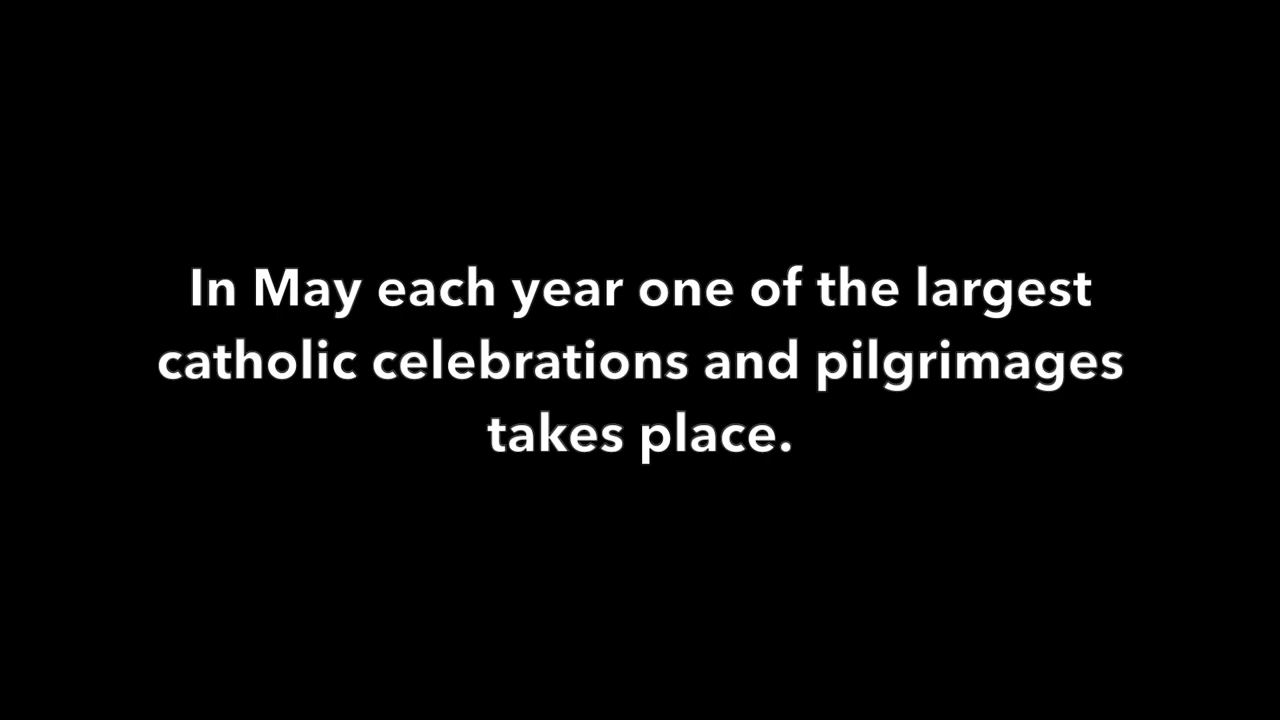 In May each year one of the largest
catholic celebrations and pilgrimages
takes place.